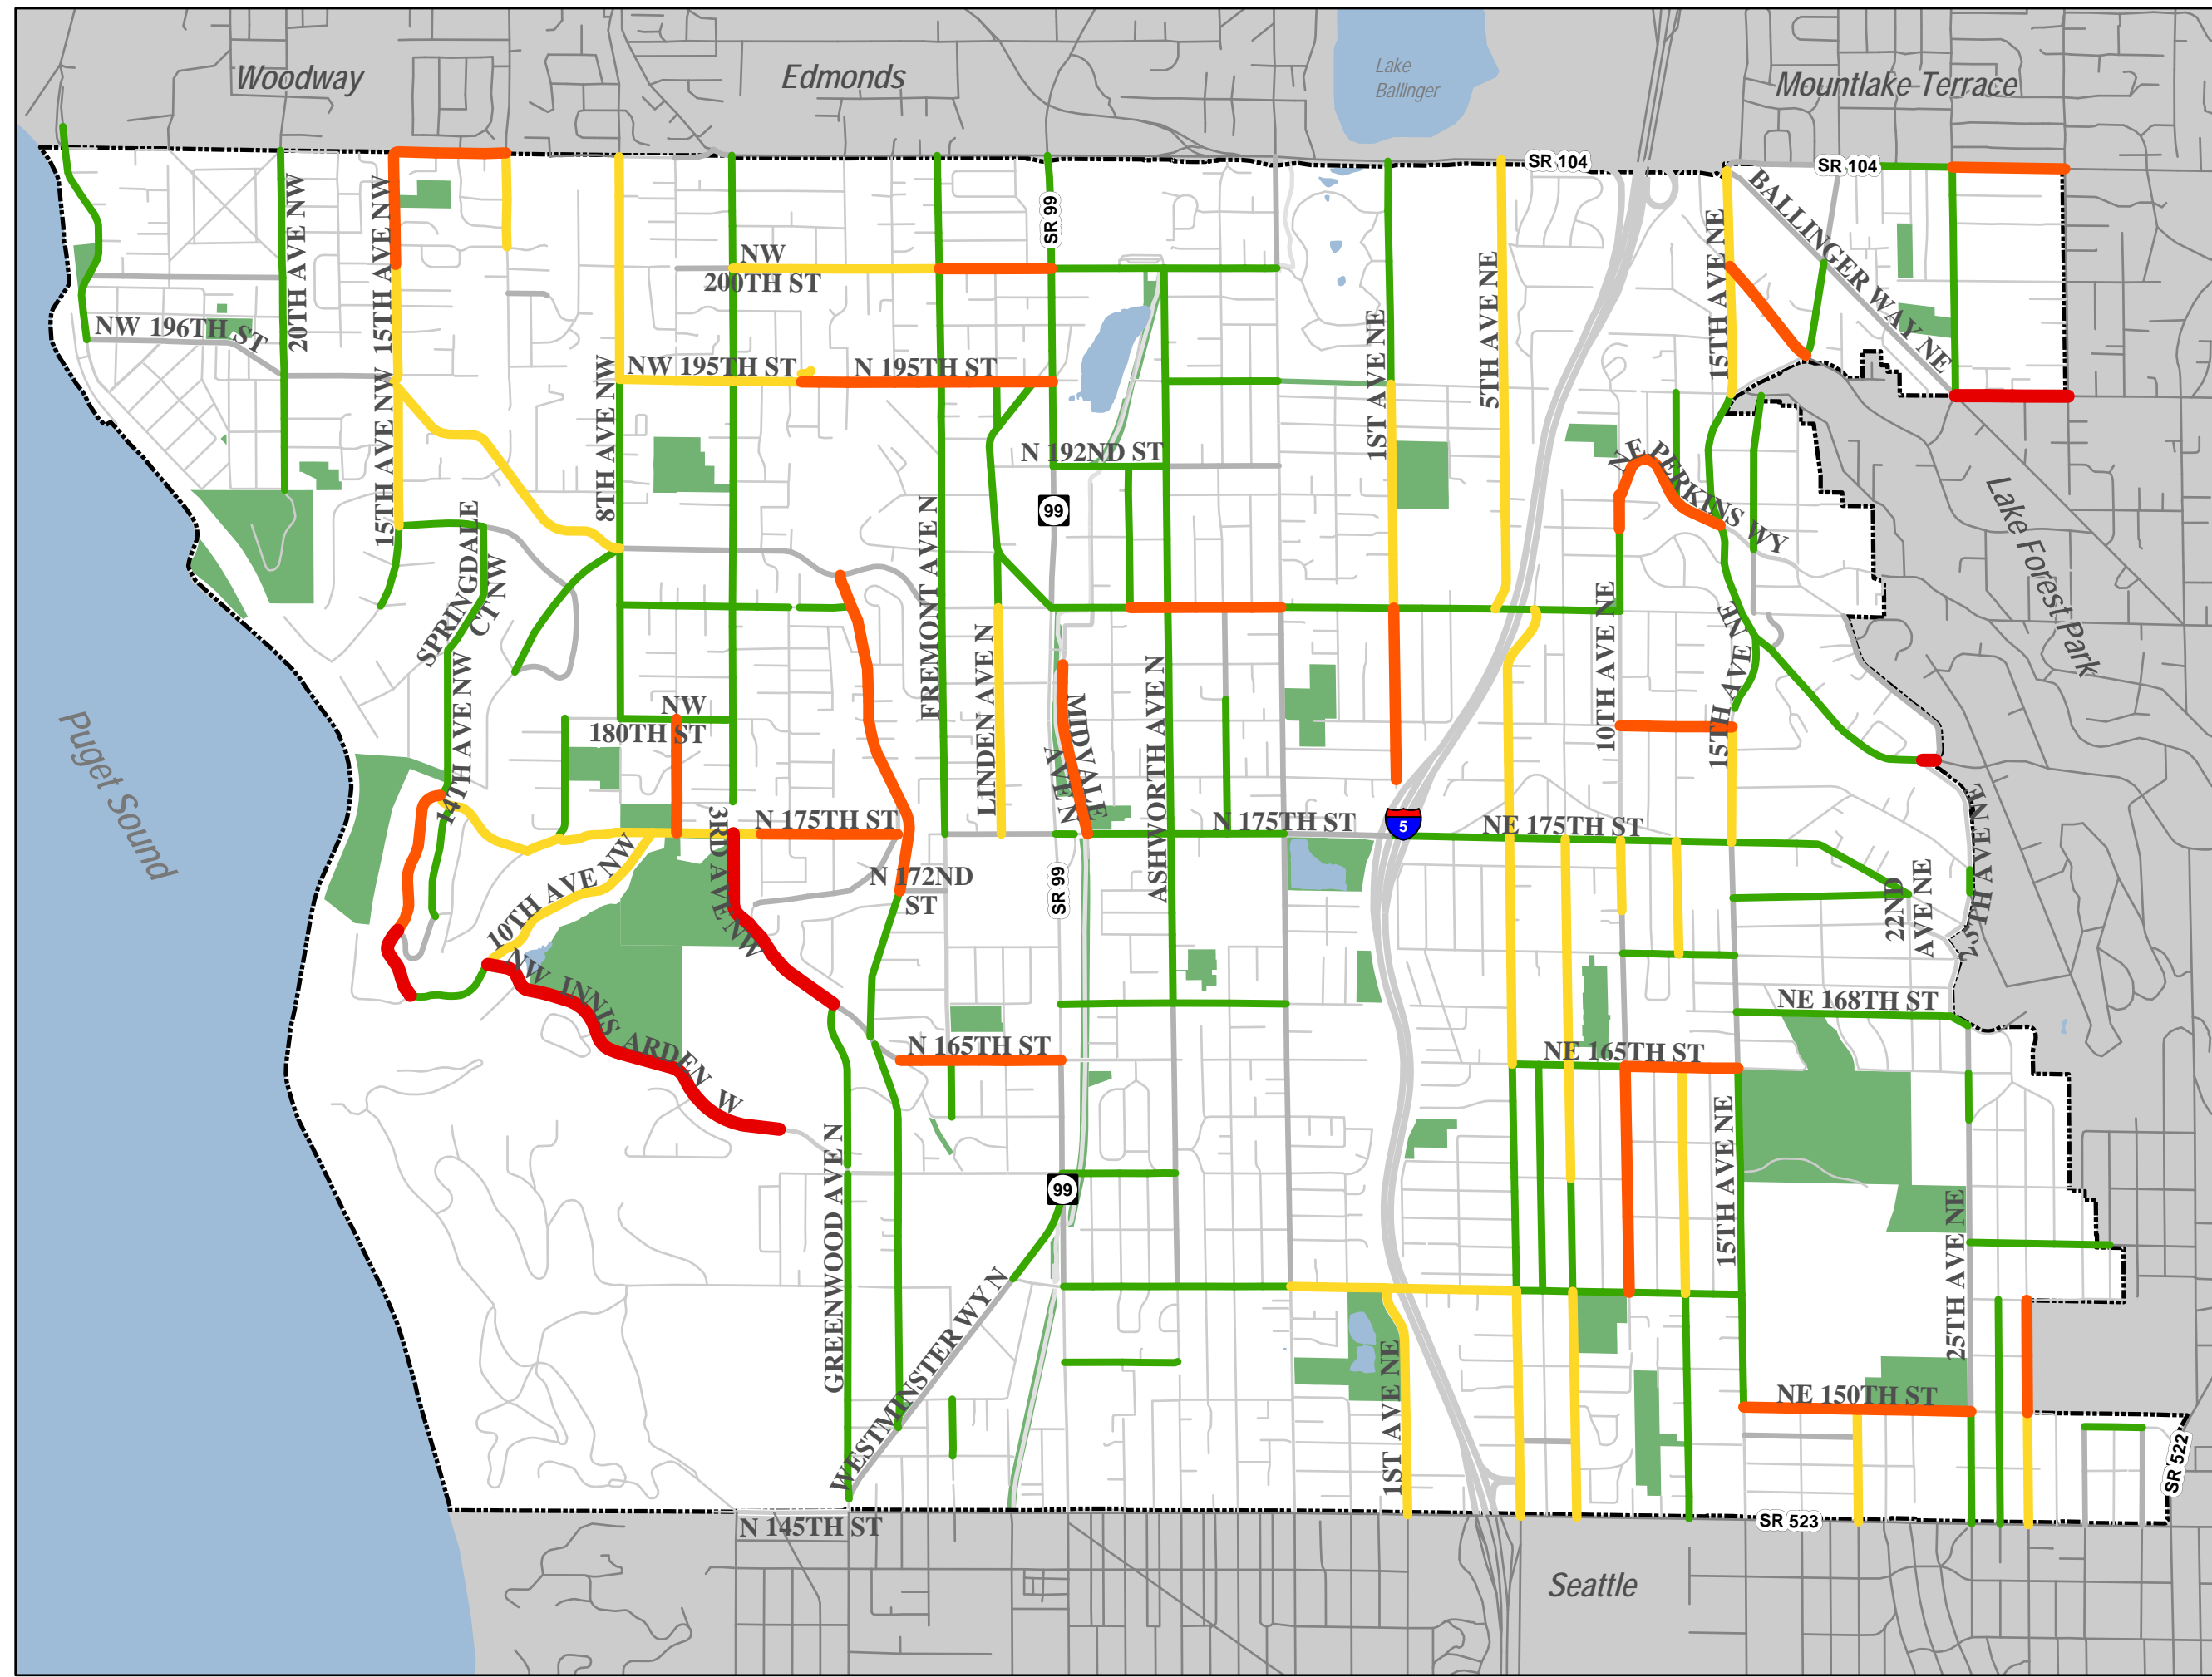 Woodway
Edmonds
Lake
Ballinger
Mountlake Terrace
SR 104
SR 104
BALLINGER WAY NE
20TH AVE NW
15TH AVE NW
SR 99
15TH AVE NE
NW
200TH ST
5TH AVE NE
NW 196TH ST
1ST AVE NE
NW 195TH ST
N 195TH ST
15TH AVE NW
8TH AVE NW
N 192ND ST
NE PERKINS WY
99
FREMONT AVE N
SPRINGDALE
CT NW
Lake Forest Park
10TH AVE NE
15TH AVE NE
14TH AVE NW
LINDEN AVE N
MIDVALE
AVE N
ASHWORTH AVE N
NW
180TH ST
Puget Sound
3RD AVE NW
N 175TH ST
N 175TH ST
5
NE 175TH ST
25TH AVE NE
10TH AVE NW
N 172ND
ST
SR 99
22ND
AVE NE
NW INNIS ARDEN W
NE 168TH ST
N 165TH ST
NE 165TH ST
GREENWOOD AVE N
99
15TH AVE NE
25TH AVE NE
WESTMINSTER WY N
1ST AVE NE
NE 150TH ST
SR 522
N 145TH ST
SR 523
Seattle